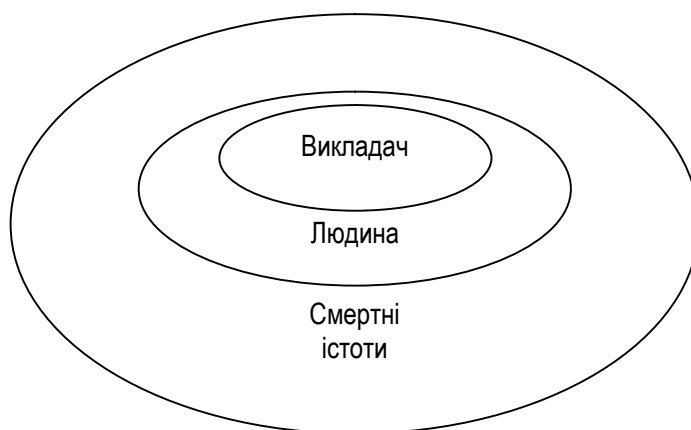 Викладач
Людина
Смертні
істоти